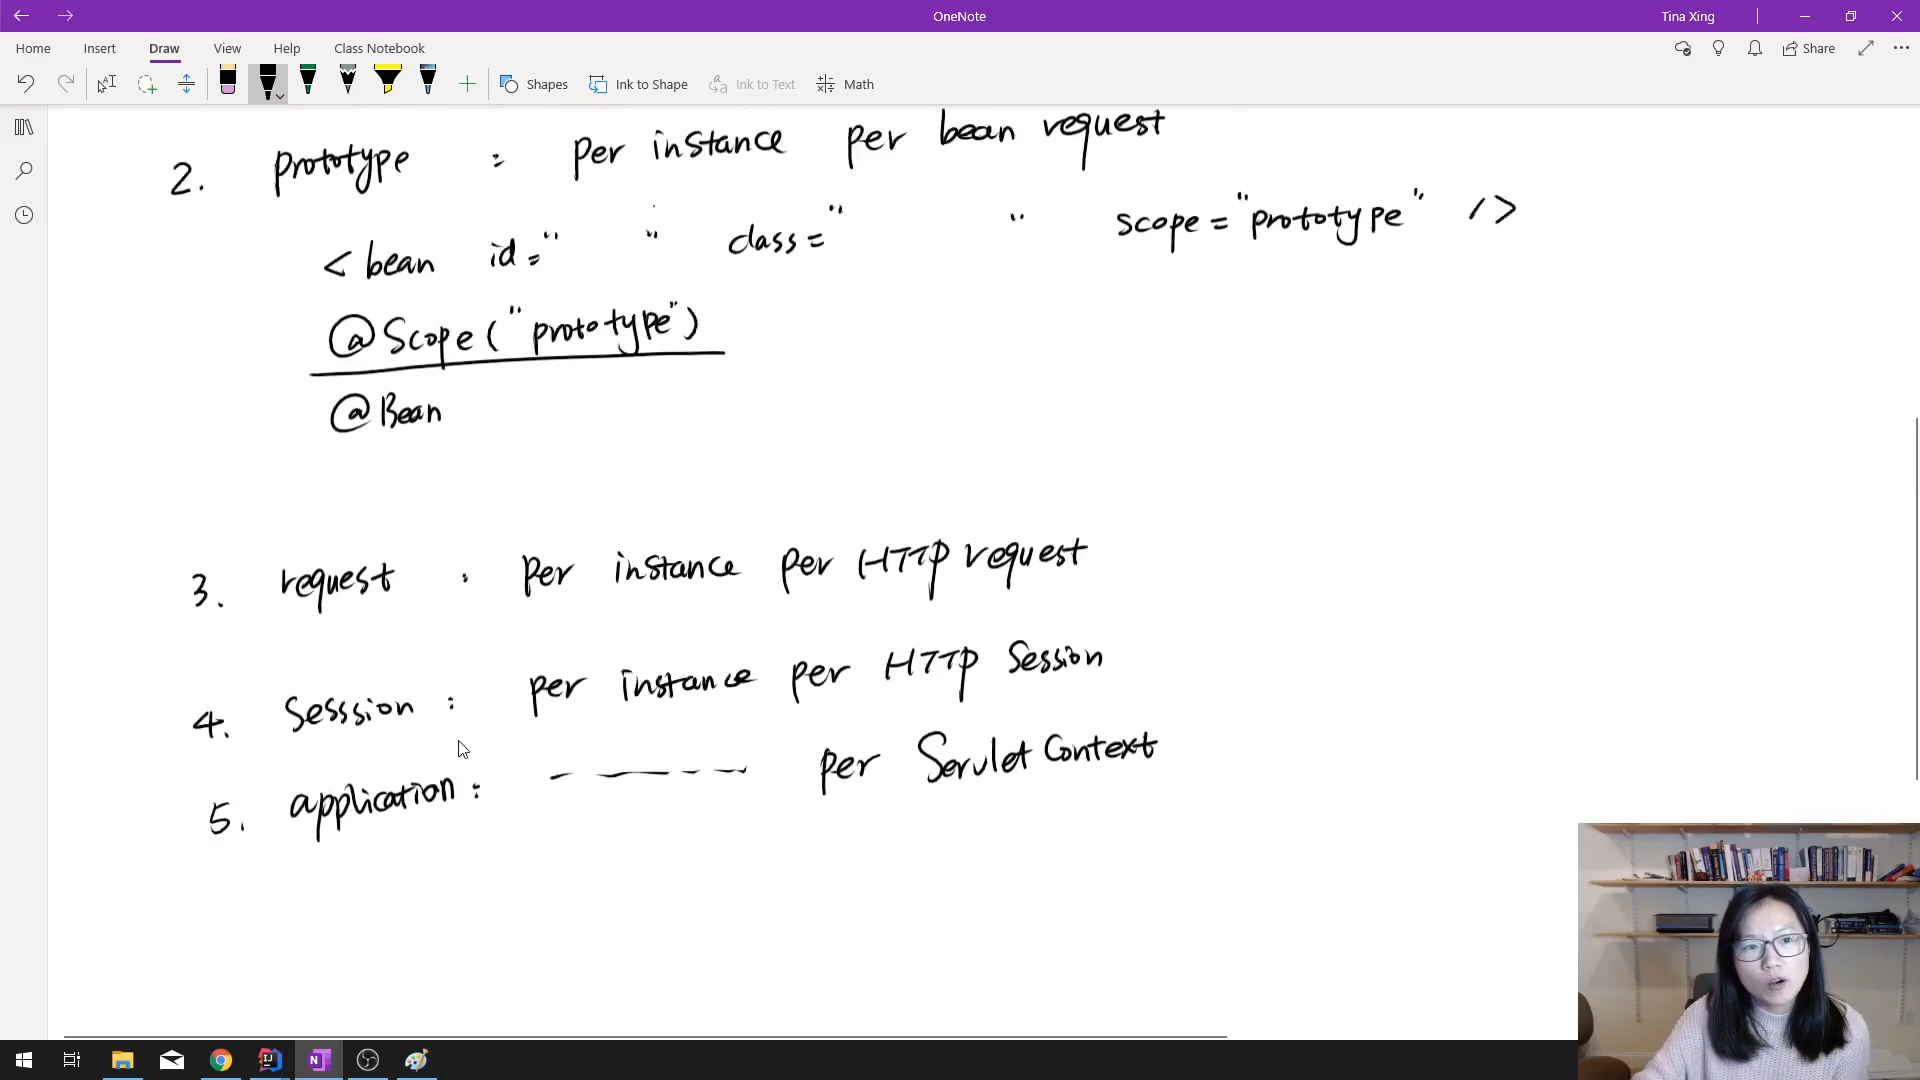 OneNote
Tina Xing
Home Insert Draw View Help Class Notebook
Share
Shapes Ink to Shape Ink to Text Math
2. prototype : per instance per bean request
< bean id=" " class=" " scope="prototype" />
@Scope("prototype")
@Bean
3. request : per instance per HTTP request
4. Sesssion : per instance per HTTP Session
5. application : ----- per Servlet Context